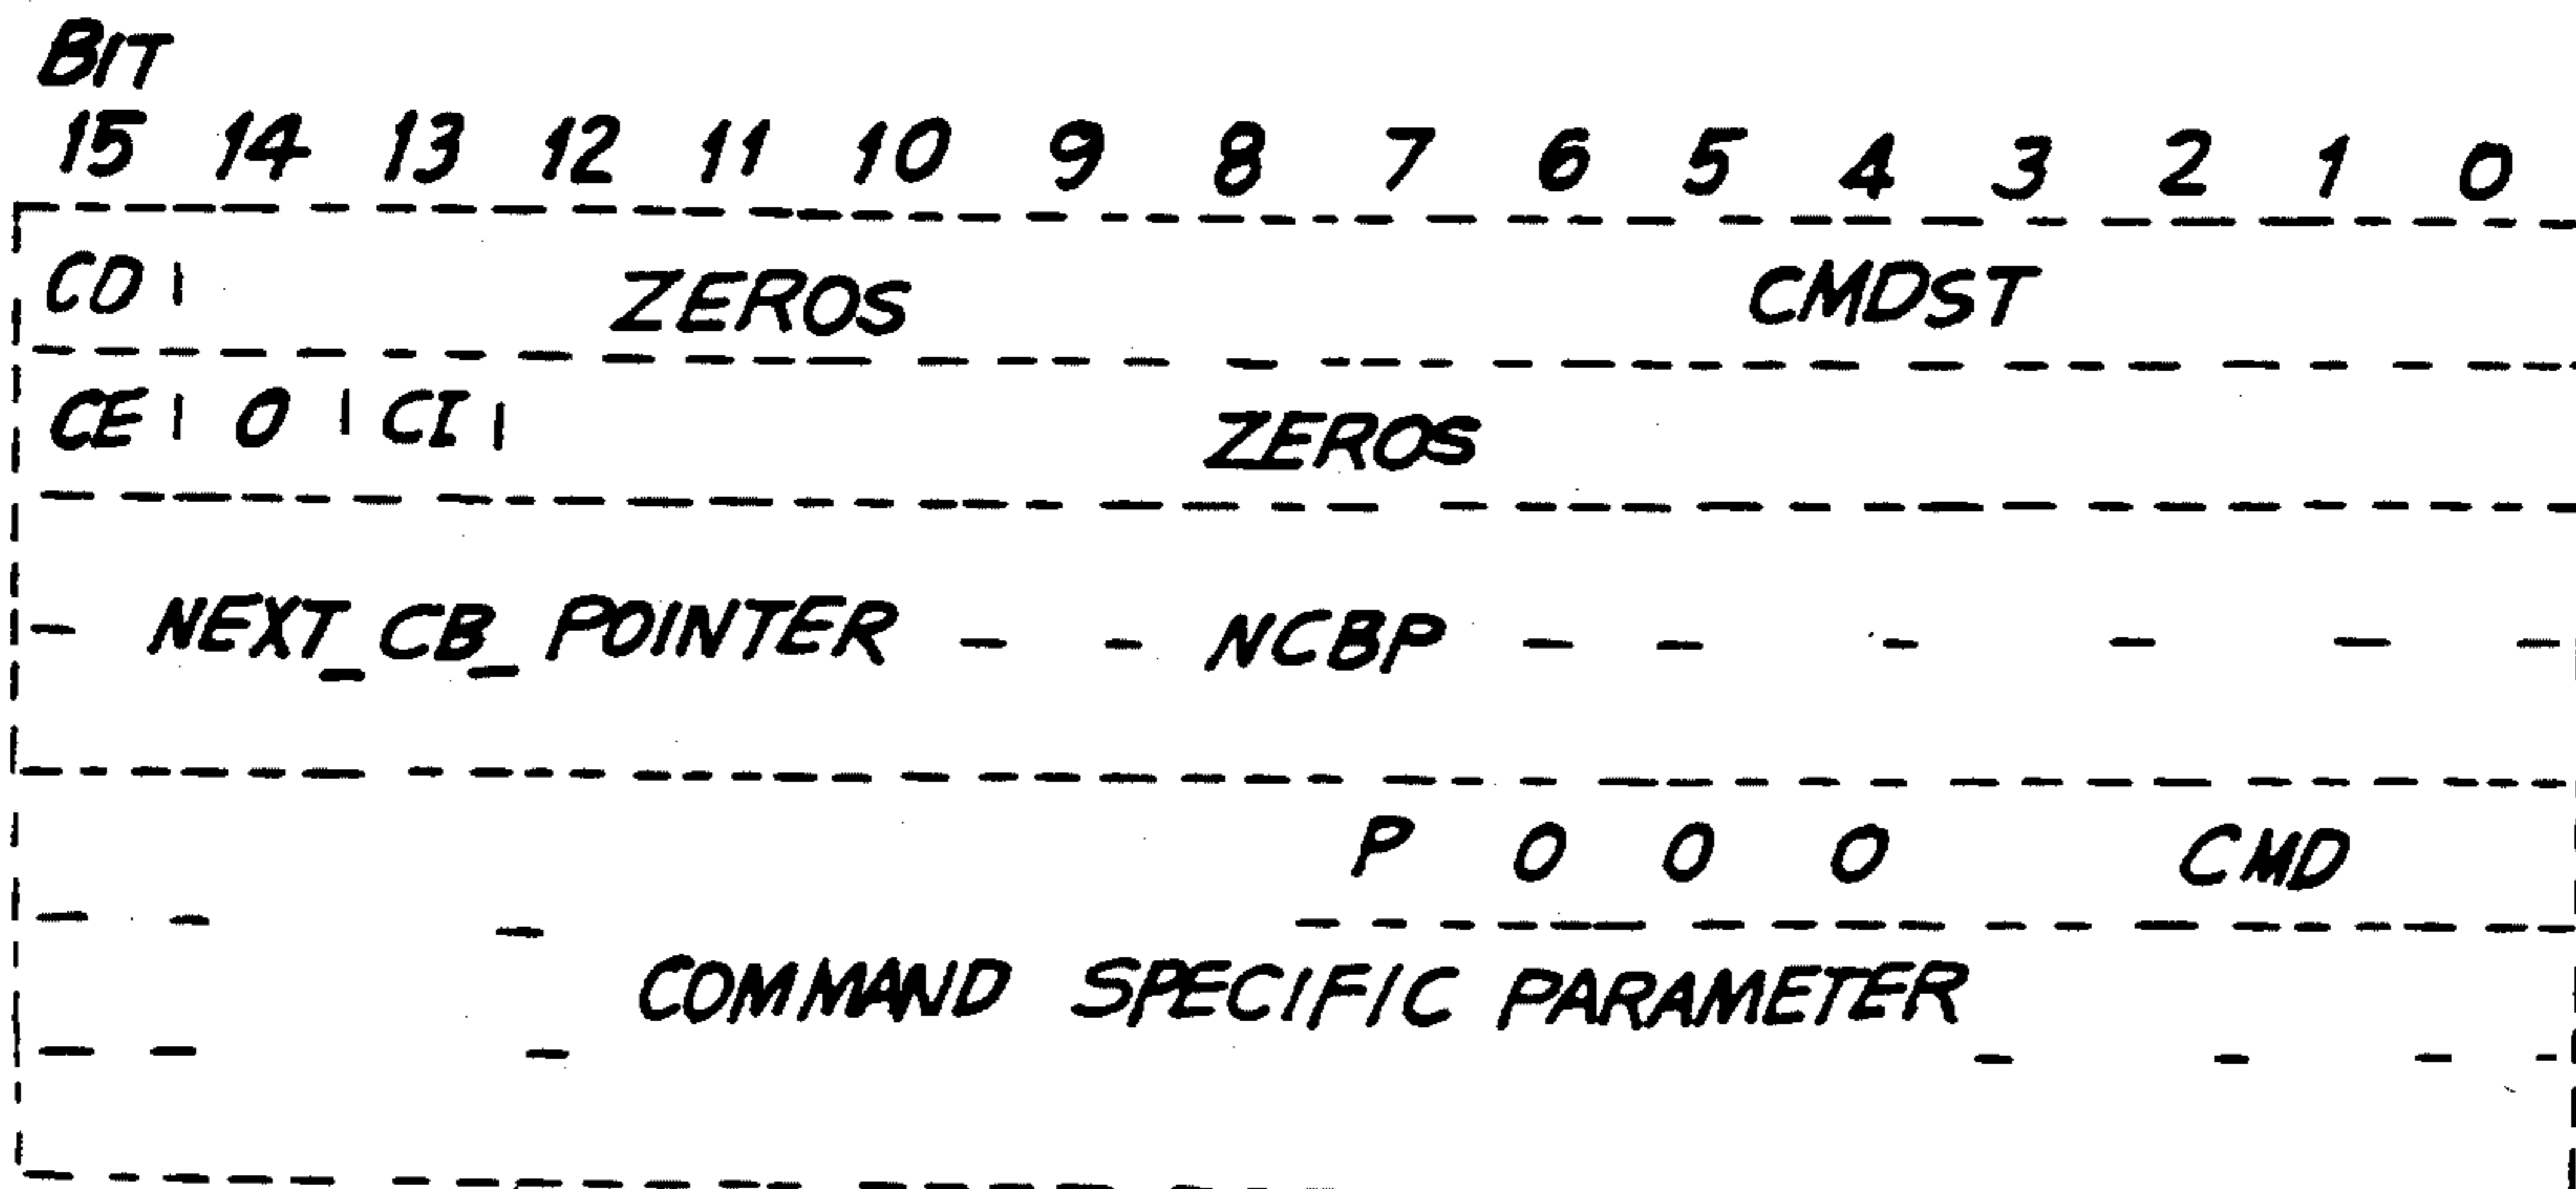 BIT
15 14 13 12 11 10 9 8 7 6 5 4 3 2 1 0
CD ZEROS CMDST
CE 0 CI ZEROS
- NEXT_CB_POINTER - - NCBP - - - - - -
P 0 0 0 CMD
COMMAND SPECIFIC PARAMETER